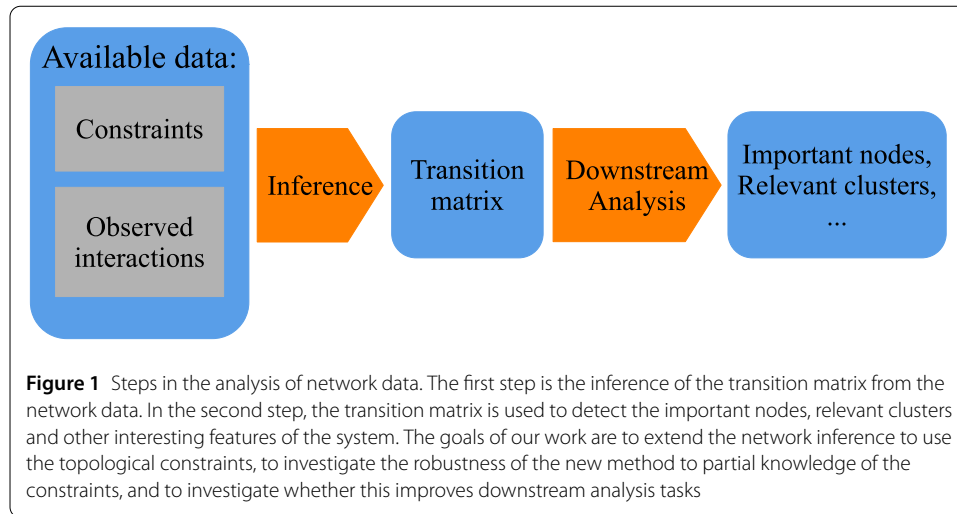 Available data:
Constraints
Observed
interactions
Inference
Transition
matrix
Downstream
Analysis
Important nodes,
Relevant clusters,
...
Figure 1 Steps in the analysis of network data. The first step is the inference of the transition matrix from the
network data. In the second step, the transition matrix is used to detect the important nodes, relevant clusters
and other interesting features of the system. The goals of our work are to extend the network inference to use
the topological constraints, to investigate the robustness of the new method to partial knowledge of the
constraints, and to investigate whether this improves downstream analysis tasks